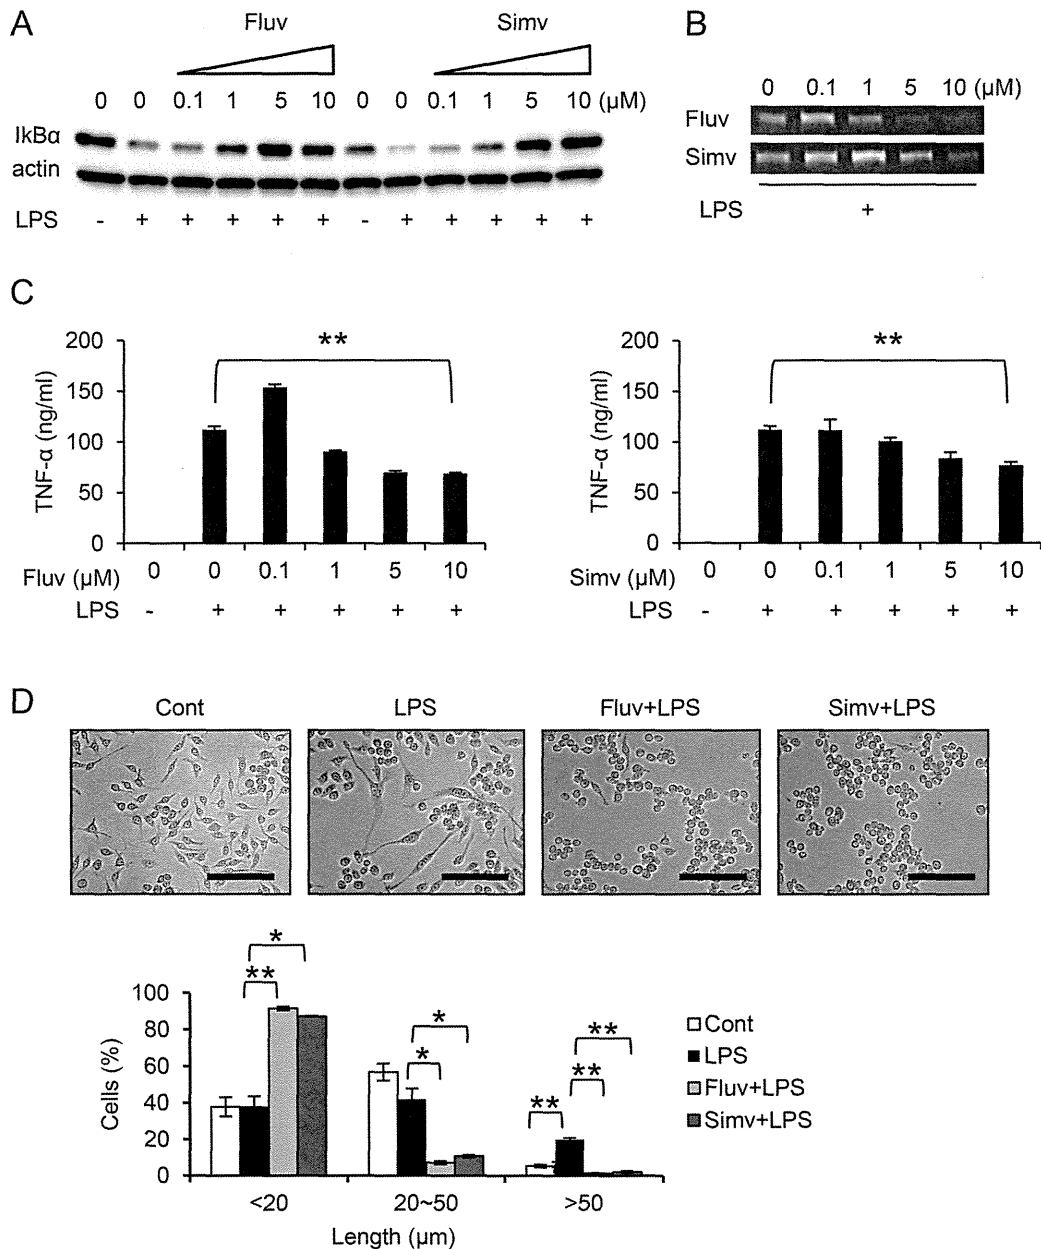 A
Fluv
Simv
0 0 0.1 1 5 10 0 0 0.1 1 5 10 (µM)
IkBα
actin
LPS - + + + + + - + + + + +
B
0 0.1 1 5 10 (µM)
Fluv
Simv
LPS +
C
200
150
100
50
0
TNF-α (ng/ml)
**
Fluv (µM) 0 0 0.1 1 5 10
LPS - + + + + +
200
150
100
50
0
TNF-α (ng/ml)
**
Simv (µM) 0 0 0.1 1 5 10
LPS - + + + + +
D
Cont
LPS
Fluv+LPS
Simv+LPS
100
80
60
40
20
0
Cells (%)
*
**
*
*
**
**
**
<20 20~50 >50
Length (µm)
Cont
LPS
Fluv+LPS
Simv+LPS